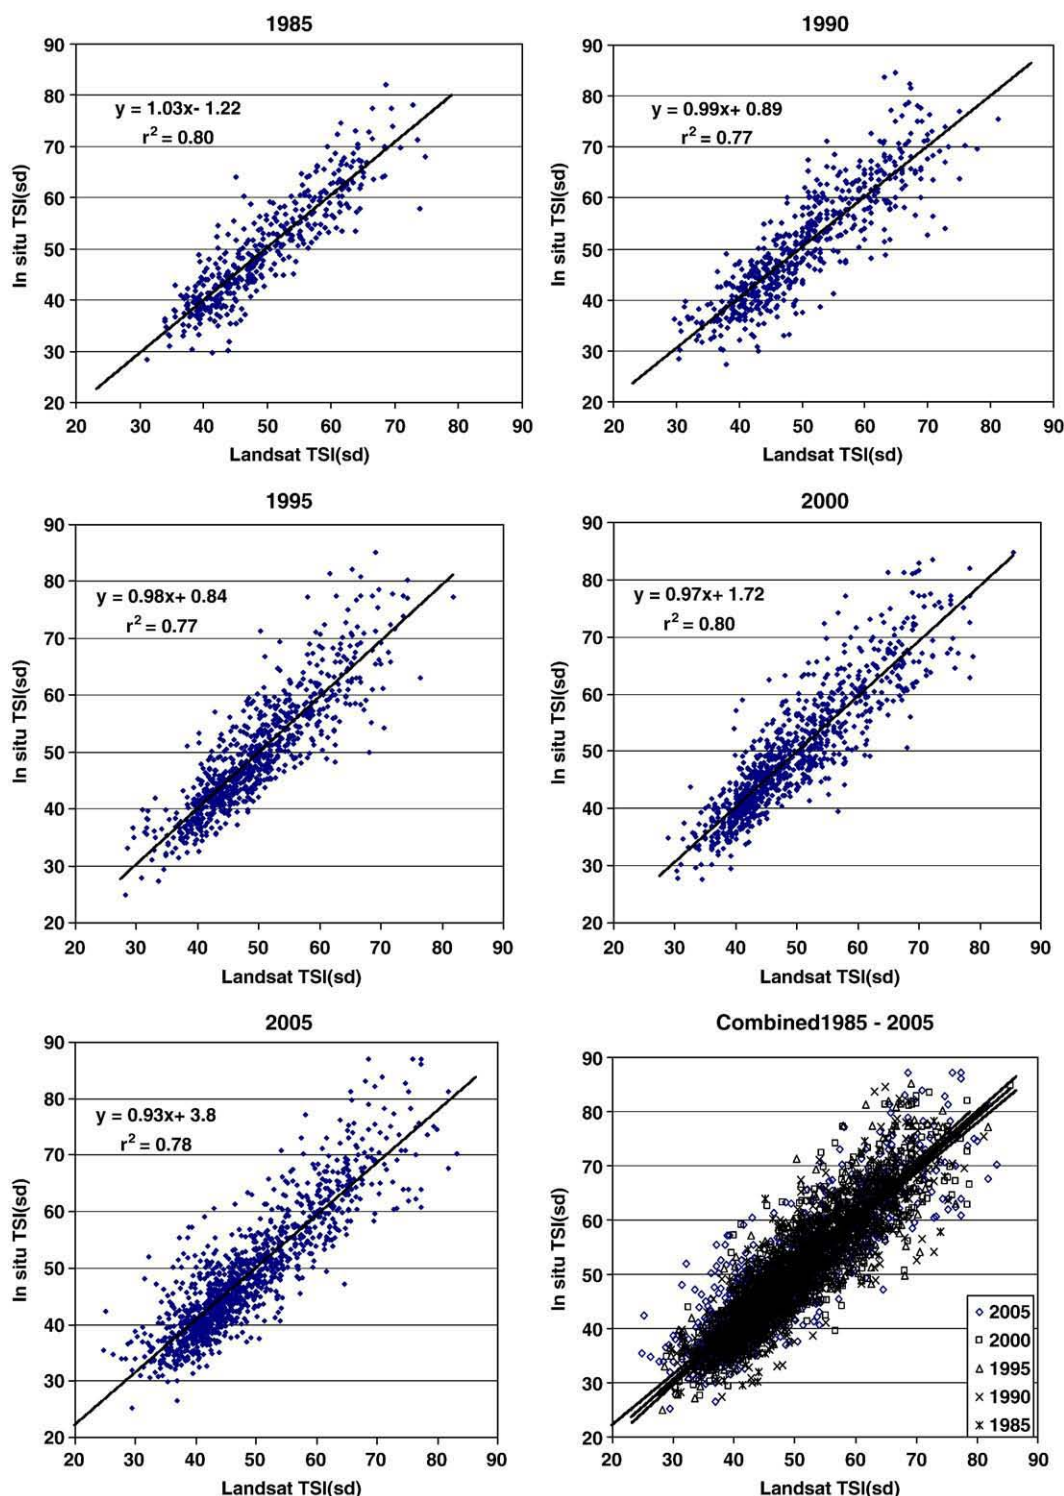 1985
90
80
70
60
50
40
30
20
In situ TSI(sd)
y = 1.03x- 1.22
r² = 0.80
20 30 40 50 60 70 80 90
Landsat TSI(sd)
1990
90
80
70
60
50
40
30
20
In situ TSI(sd)
y = 0.99x+ 0.89
r² = 0.77
20 30 40 50 60 70 80 90
Landsat TSI(sd)
1995
90
80
70
60
50
40
30
20
In situ TSI(sd)
y = 0.98x+ 0.84
r² = 0.77
20 30 40 50 60 70 80 90
Landsat TSI(sd)
2000
90
80
70
60
50
40
30
20
In situ TSI(sd)
y = 0.97x+ 1.72
r² = 0.80
20 30 40 50 60 70 80 90
Landsat TSI(sd)
2005
90
80
70
60
50
40
30
20
In situ TSI(sd)
y = 0.93x+ 3.8
r² = 0.78
20 30 40 50 60 70 80 90
Landsat TSI(sd)
Combined1985 - 2005
90
80
70
60
50
40
30
20
In situ TSI(sd)
2005
2000
1995
1990
1985
20 30 40 50 60 70 80 90
Landsat TSI(sd)